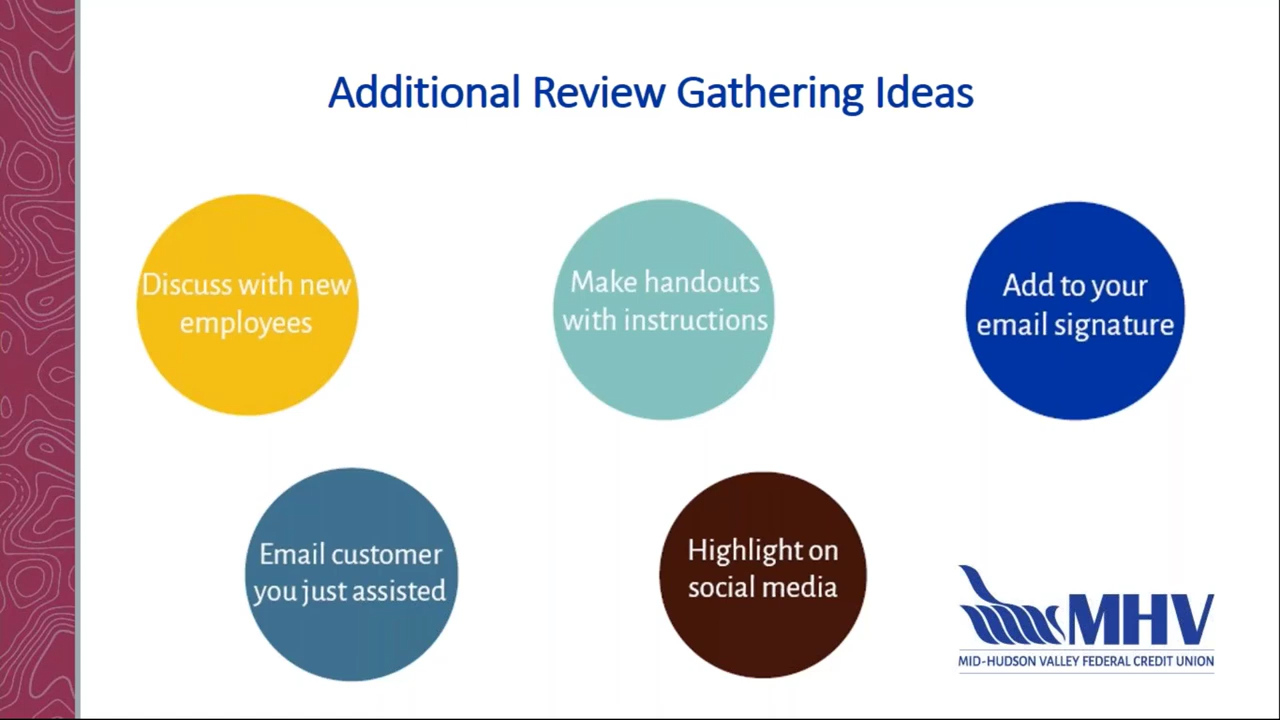 Additional Review Gathering Ideas
Discuss with new
employees
Make handouts
with instructions
Add to your
email signature
Email customer
you just assisted
Highlight on
social media
MHV
MID-HUDSON VALLEY FEDERAL CREDIT UNION